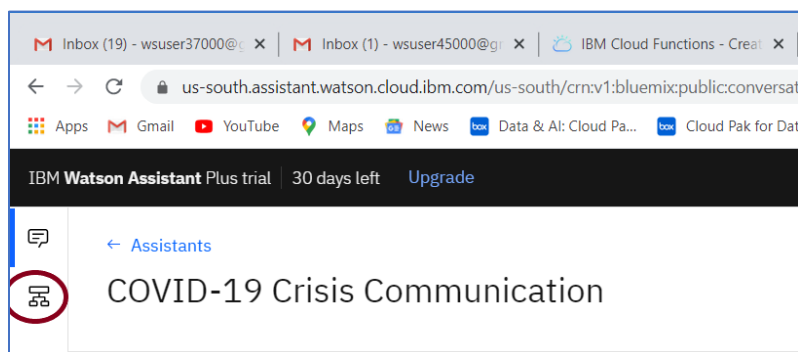 Inbox (19) - wsuser37000@g Inbox (1) - wsuser45000@g IBM Cloud Functions - Creat
us-south.assistant.watson.cloud.ibm.com/us-south/crn:v1:bluemix:public:conversat
Apps Gmail YouTube Maps News box Data & AI: Cloud Pa... box Cloud Pak for Dat
IBM Watson Assistant Plus trial 30 days left Upgrade
← Assistants
COVID-19 Crisis Communication